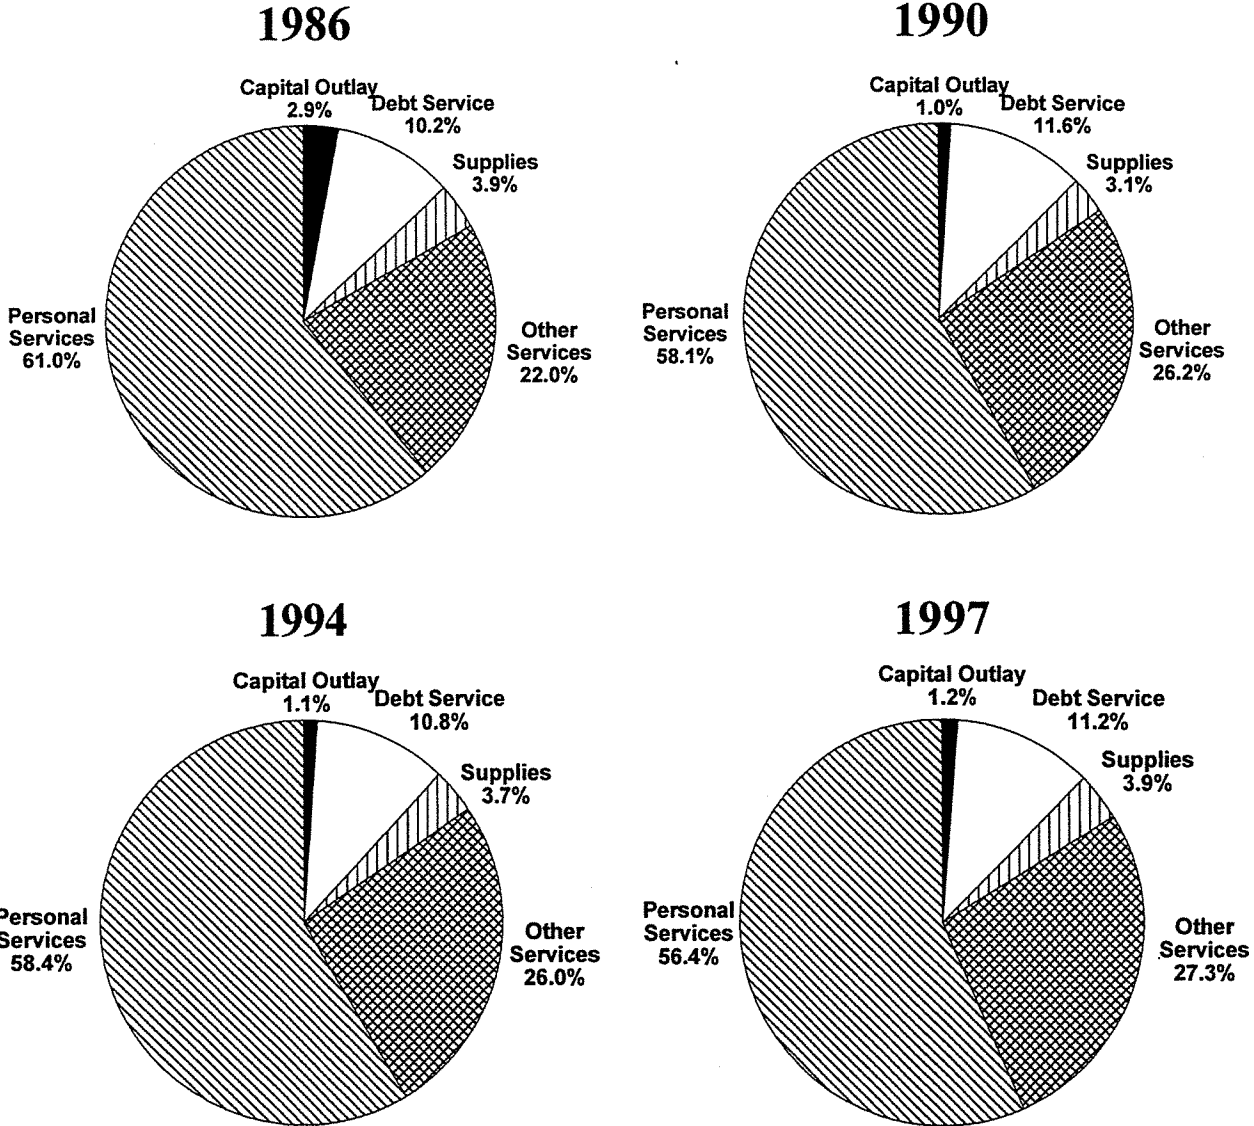 1986
Capital Outlay
2.9%
Debt Service
10.2%
Supplies
3.9%
Other
Services
22.0%
Personal
Services
61.0%
1990
Capital Outlay
1.0%
Debt Service
11.6%
Supplies
3.1%
Other
Services
26.2%
Personal
Services
58.1%
1994
Capital Outlay
1.1%
Debt Service
10.8%
Supplies
3.7%
Other
Services
26.0%
Personal
Services
58.4%
1997
Capital Outlay
1.2%
Debt Service
11.2%
Supplies
3.9%
Other
Services
27.3%
Personal
Services
56.4%